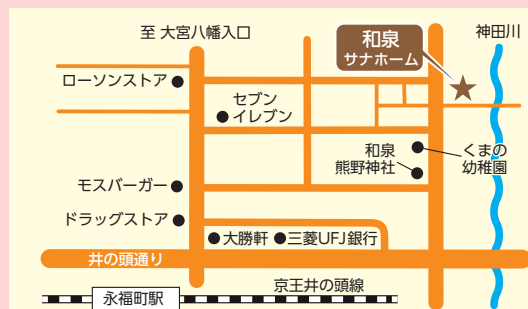 至 大宮八幡入口
和泉
サナホーム
神田川
ローソンストア
セブン
イレブン
和泉
熊野神社
くまの
幼稚園
モスバーガー
ドラッグストア
大勝軒
三菱UFJ銀行
井の頭通り
京王井の頭線
永福町駅